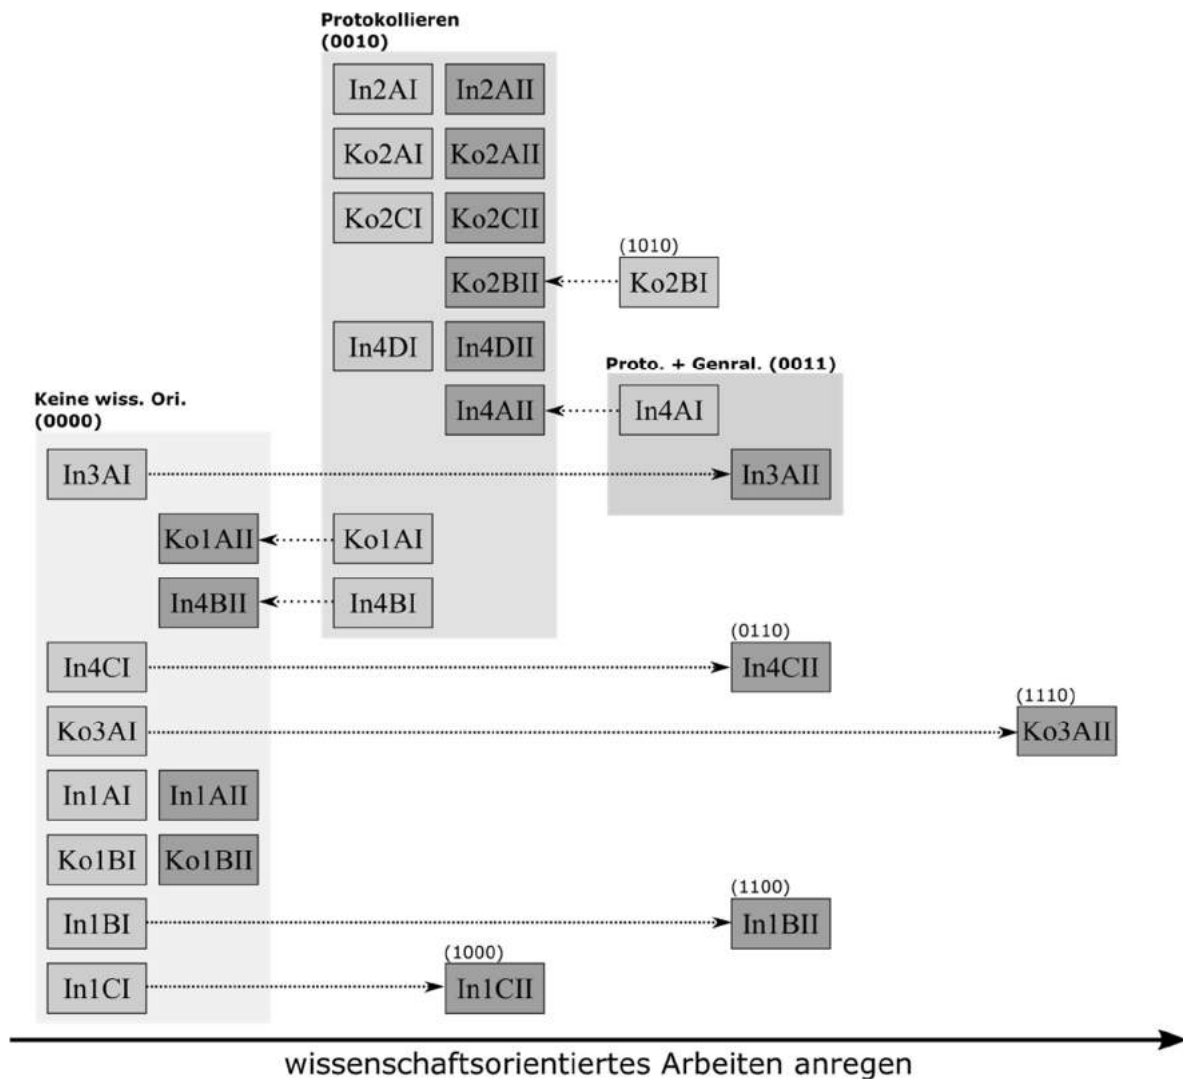 Protokollieren
(0010)
In2AI In2AII
Ko2AI Ko2AII
Ko2CI Ko2CII
(1010)
Ko2BII Ko2BI
In4DI In4DII
Proto. + Genral. (0011)
Keine wiss. Ori.
(0000)
In4AII In4AI
In3AI In3AII
Ko1AII Ko1AI
In4BII In4BI
(0110)
In4CI In4CII
(1110)
Ko3AI Ko3AII
In1AI In1AII
Ko1BI Ko1BII
(1100)
In1BI In1BII
(1000)
In1CI In1CII
wissenschaftsorientiertes Arbeiten anregen